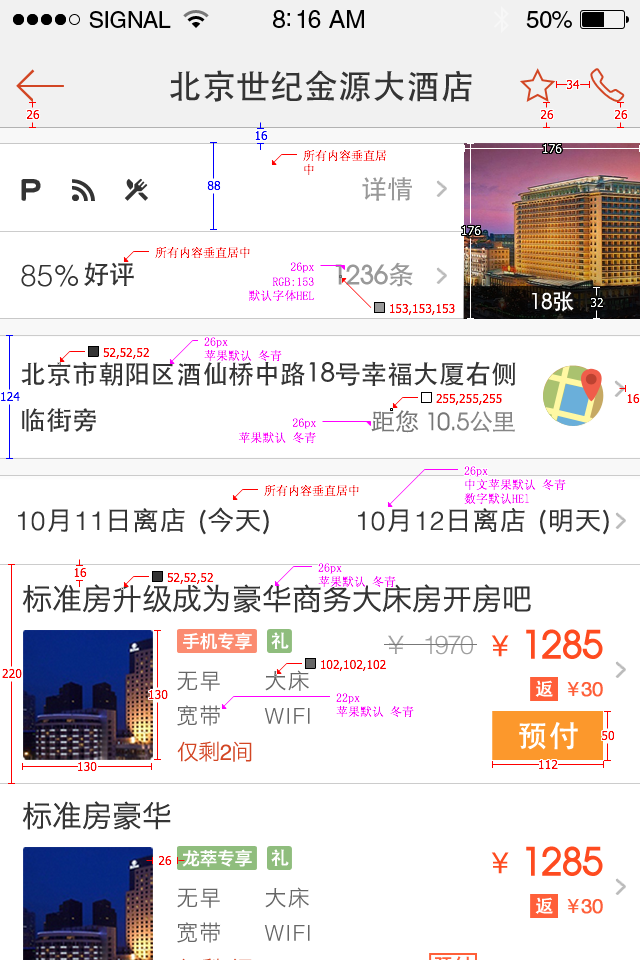 SIGNAL 8:16 AM 50%
北京世纪金源大酒店
34
26 26 26
16
所有内容垂直居中
176
P 88 详情
176
所有内容垂直居中
85% 好评 1236条
26px
RGB:153
默认字体HEL
153,153,153
18张 32
52,52,52
26px
苹果默认 冬青
北京市朝阳区酒仙桥中路18号幸福大厦右侧
临街旁 距您 10.5公里
124
255,255,255
16
26px
苹果默认 冬青
26px
中文苹果默认 冬青
数字默认HEl
所有内容垂直居中
10月11日离店 (今天) 10月12日离店 (明天)
16
52,52,52
26px
苹果默认 冬青
标准房升级成为豪华商务大床房开房吧
手机专享 礼 ¥ 1970 ¥ 1285
220
102,102,102
无早 大床 返 ¥30
130
22px
苹果默认 冬青
宽带 WIFI 预付 50
仅剩2间
130 112
标准房豪华
26 龙萃专享 礼 ¥ 1285
无早 大床 返 ¥30
宽带 WIFI